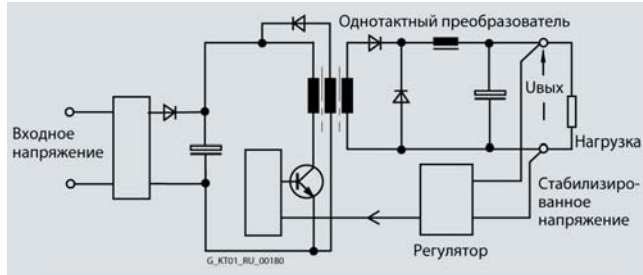 Однотактный преобразователь
Uвых
Входное
напряжение
Нагрузка
Стабилизиро-
ванное
напряжение
Регулятор
G_KT01_RU_00180